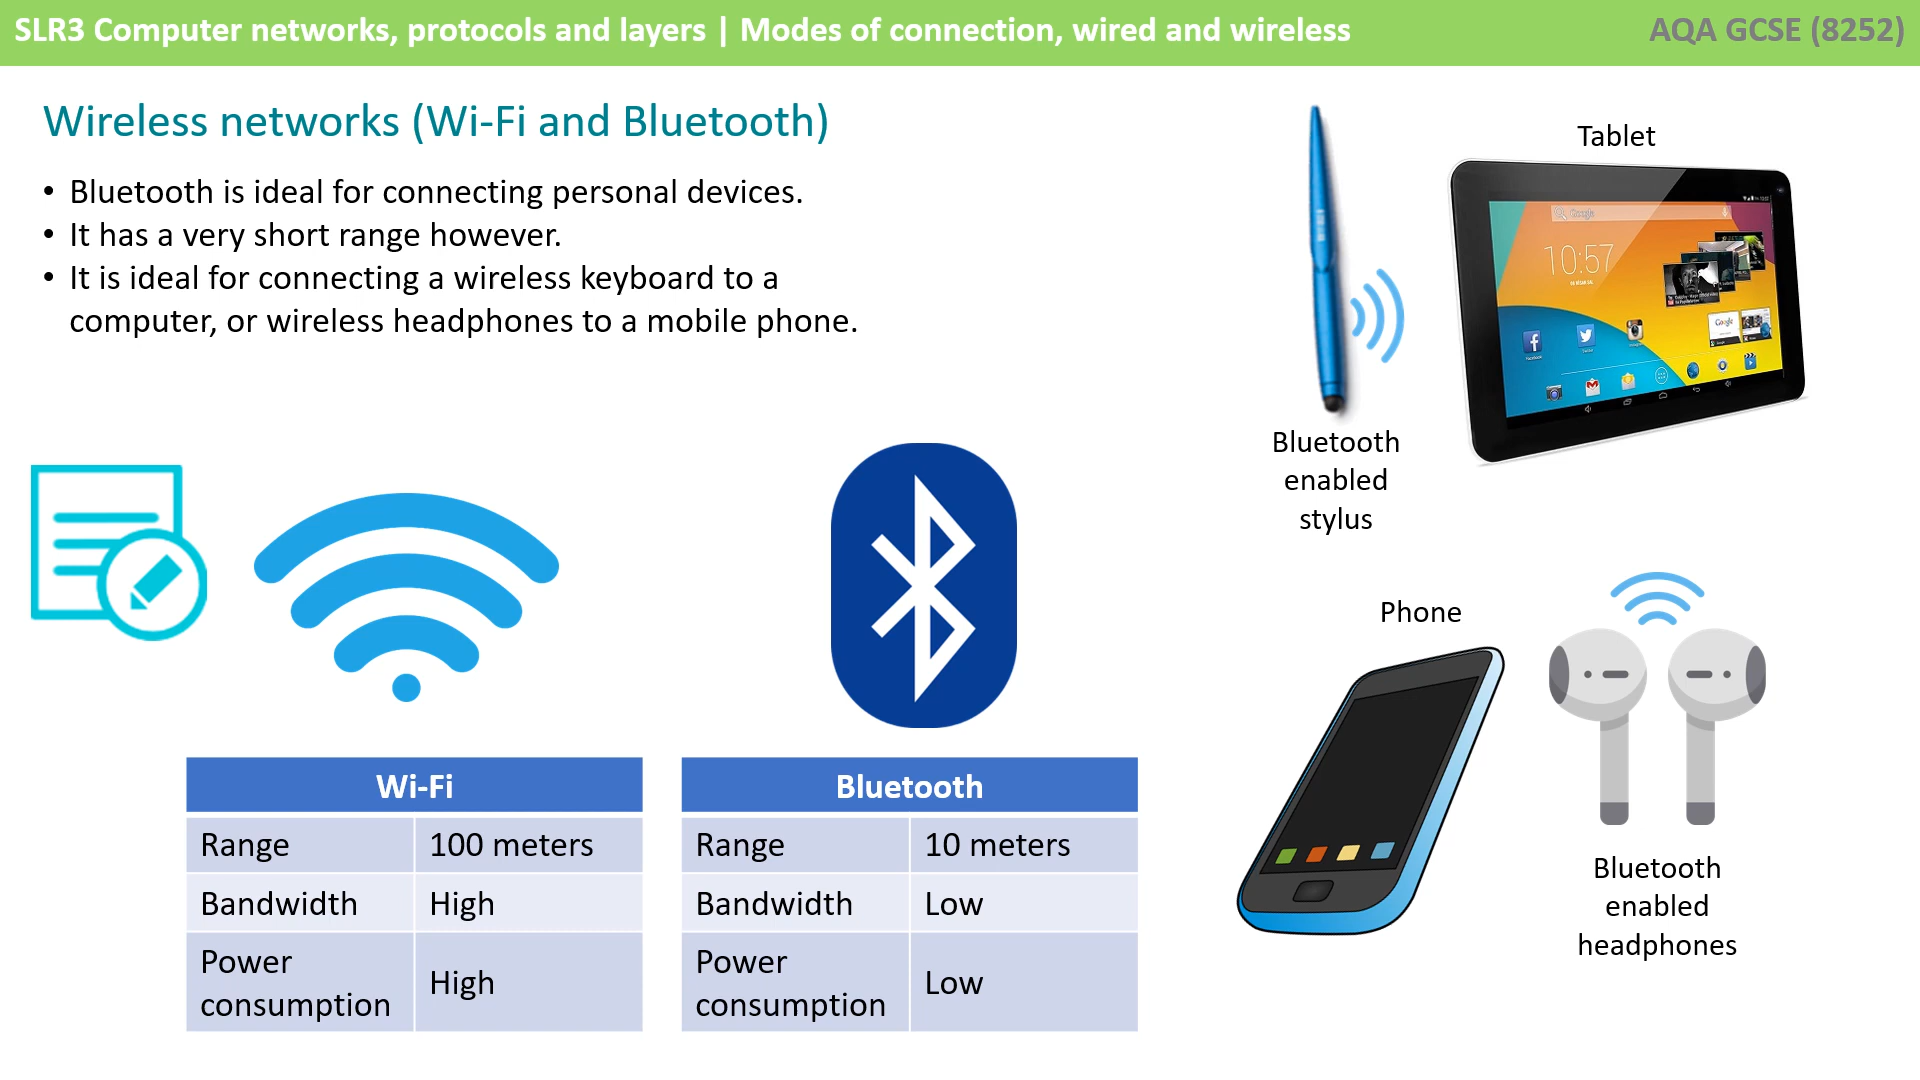 SLR3 Computer networks, protocols and layers | Modes of connection, wired and wireless
AQA GCSE (8252)
Wireless networks (Wi-Fi and Bluetooth)
• Bluetooth is ideal for connecting personal devices.
• It has a very short range however.
• It is ideal for connecting a wireless keyboard to a
computer, or wireless headphones to a mobile phone.
Tablet
Google
10:57
Google
Facebook
Bluetooth
enabled
stylus
Phone
Bluetooth
enabled
headphones
Wi-Fi
Range 100 meters
Bandwidth High
Power
consumption High
Bluetooth
Range 10 meters
Bandwidth Low
Power
consumption Low